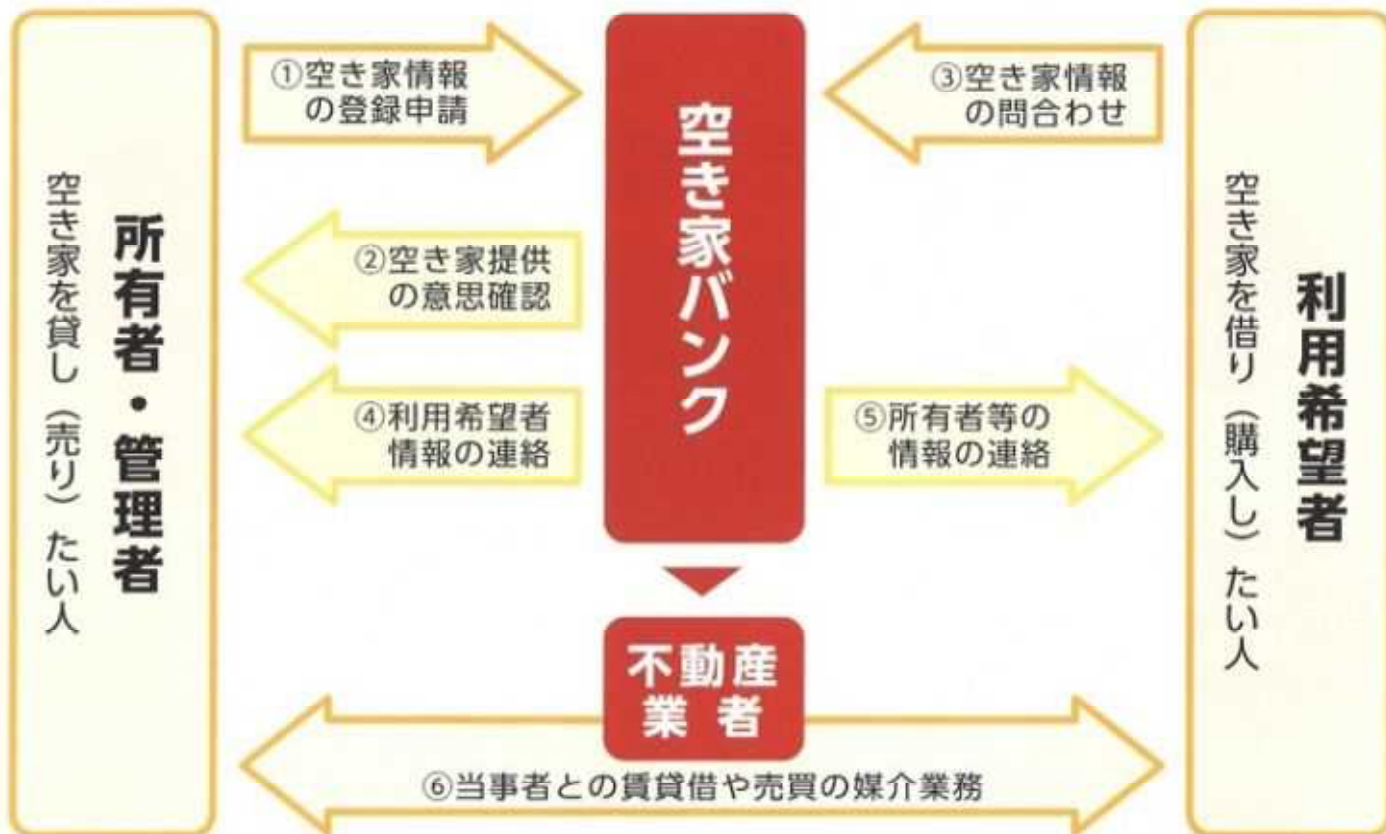 所有者・管理者
空き家を貸し（売り）たい人
①空き家情報
の登録申請
②空き家提供
の意思確認
④利用希望者
情報の連絡
空き家バンク
③空き家情報
の問合わせ
⑤所有者等の
情報の連絡
利用希望者
空き家を借り（購入し）たい人
不動産
業者
⑥当事者との賃貸借や売買の媒介業務